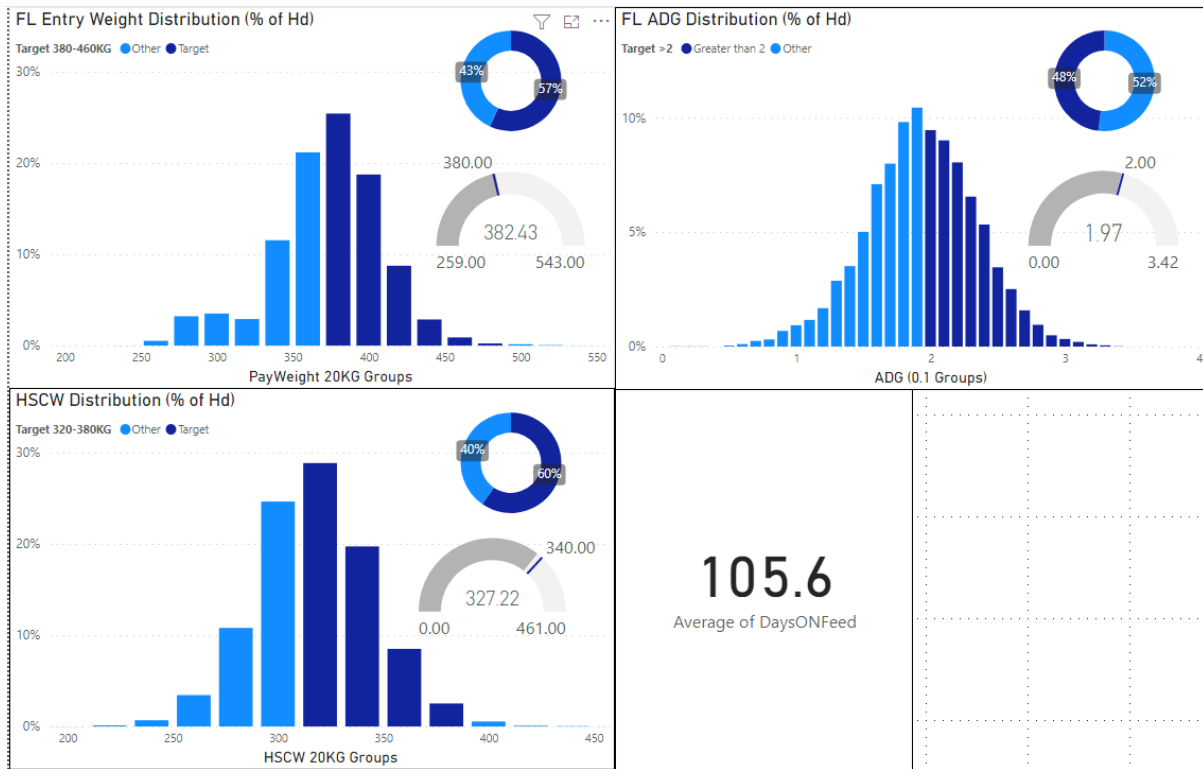 FL Entry Weight Distribution (% of Hd)
Target 380-460KG Other Target
43%
57%
30%
20%
10%
0%
380.00
382.43
259.00 543.00
200 250 300 350 400 450 500 550
PayWeight 20KG Groups
FL ADG Distribution (% of Hd)
Target >2 Greater than 2 Other
48%
52%
10%
5%
0%
2.00
1.97
0.00 3.42
0 1 2 3 4
ADG (0.1 Groups)
HSCW Distribution (% of Hd)
Target 320-380KG Other Target
40%
60%
30%
20%
10%
0%
340.00
327.22
0.00 461.00
200 250 300 350 400 450
HSCW 20KG Groups
105.6
Average of DaysONFeed